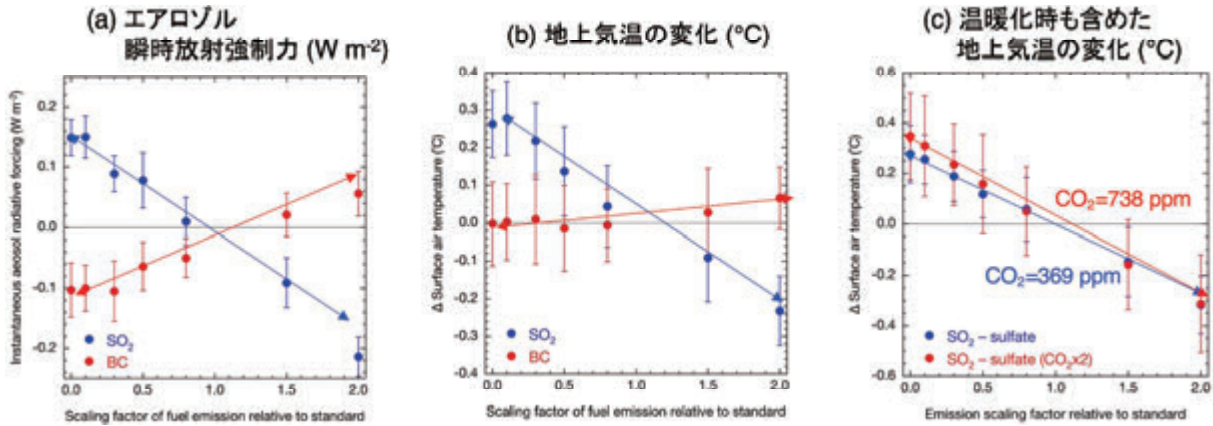 (a) エアロゾル
瞬時放射強制力 (W m-2)
Instantaneous aerosol radiative forcing (W m-2)
0.2
0.1
0.0
-0.1
-0.2
SO2
BC
0.0 0.5 1.0 1.5 2.0
Scaling factor of fuel emission relative to standard
(b) 地上気温の変化 (°C)
Δ Surface air temperature (°C)
0.4
0.3
0.2
0.1
0.0
-0.1
-0.2
-0.3
-0.4
SO2
BC
0.0 0.5 1.0 1.5 2.0
Scaling factor of fuel emission relative to standard
(c) 温暖化時も含めた
地上気温の変化 (°C)
Δ Surface air temperature (°C)
0.6
0.4
0.2
0.0
-0.2
-0.4
-0.6
CO2=738 ppm
CO2=369 ppm
SO2 – sulfate
SO2 – sulfate (CO2x2)
0.0 0.5 1.0 1.5 2.0
Emission scaling factor relative to standard